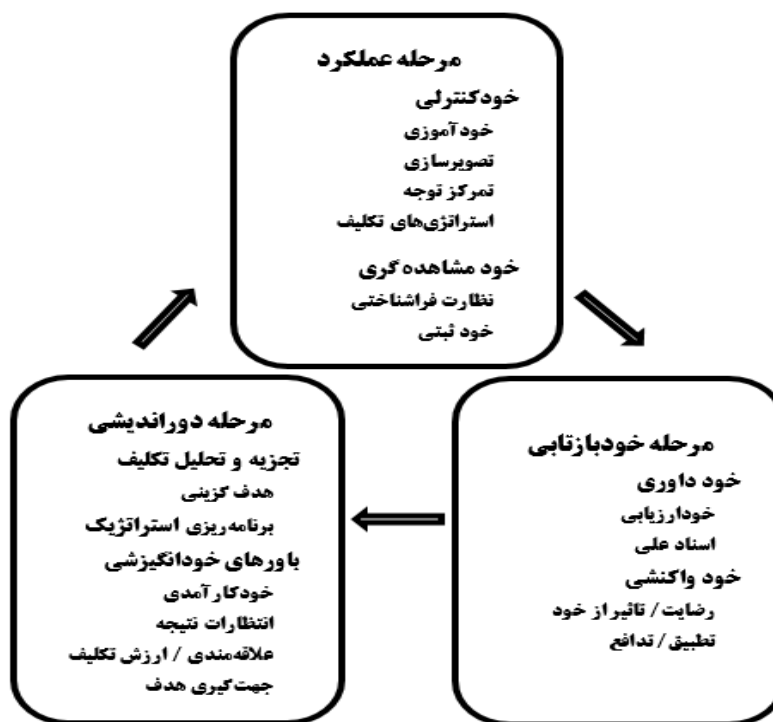 مرحله عملکرد
خودکنترلی
خودآموزی
تصویرسازی
تمرکز توجه
استراتژی‌های تکلیف
خود مشاهده گری
نظارت فراشناختی
خود ثبتی
مرحله خودبازتابی
خود داوری
خودارزیابی
اسناد علی
خود واکنشی
رضایت / تاثیر از خود
تطبیق / تدافع
مرحله دوراندیشی
تجزیه و تحلیل تکلیف
هدف گزینی
برنامه‌ریزی استراتژیک
باورهای خودانگیزشی
خودکارآمدی
انتظارات نتیجه
علاقه‌مندی / ارزش تکلیف
جهت‌گیری هدف